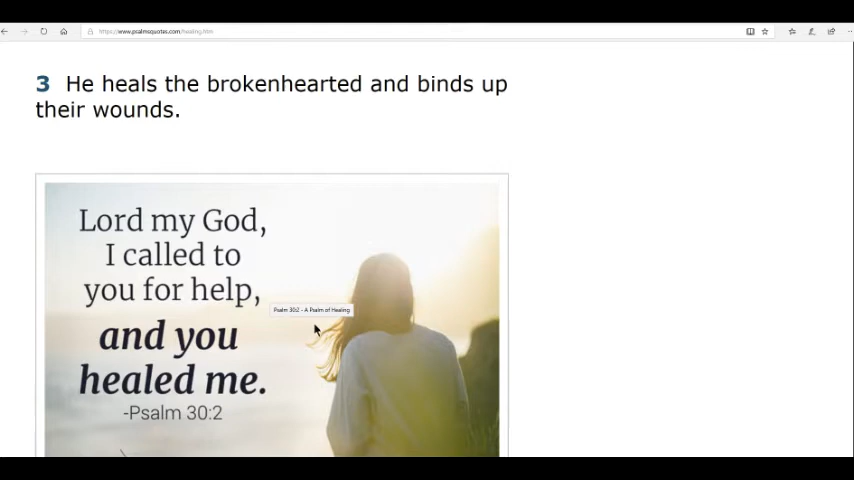 https://www.psalmsquotes.com/healing.htm
3 He heals the brokenhearted and binds up
their wounds.
Lord my God,
I called to
you for help,
Psalm 30:2 - A Psalm of Healing
and you
healed me.
-Psalm 30:2